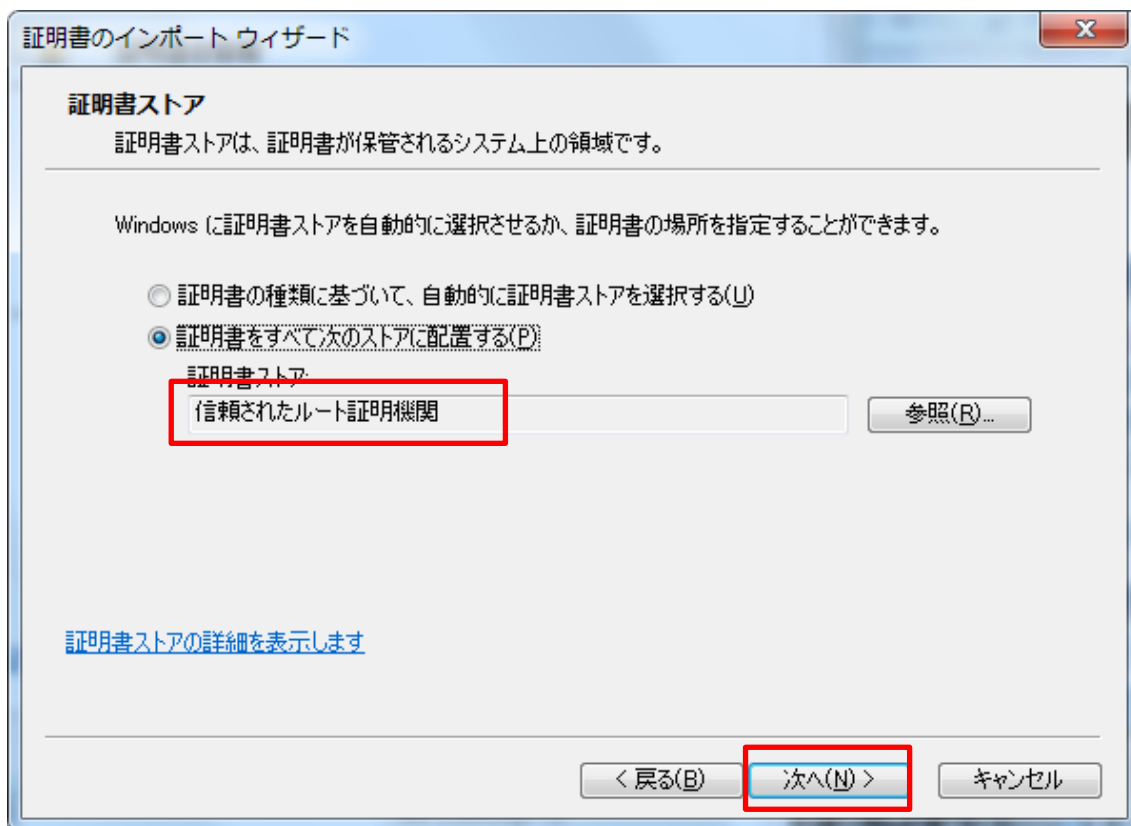 証明書のインポート ウィザード
証明書ストア
証明書ストアは、証明書が保管されるシステム上の領域です。
Windows に証明書ストアを自動的に選択させるか、証明書の場所を指定することができます。
証明書の種類に基づいて、自動的に証明書ストアを選択する(U)
証明書をすべて次のストアに配置する(P)
証明書ストア:
信頼されたルート証明機関
参照(R)...
証明書ストアの詳細を表示します
< 戻る(B)
次へ(N) >
キャンセル